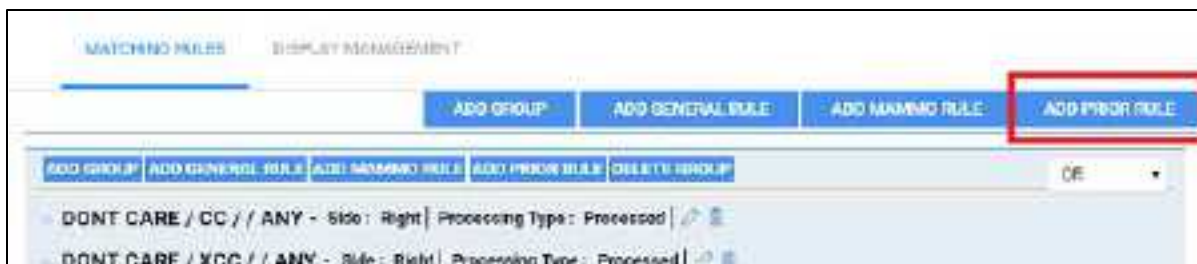 MATCHING RULES DISPLAY MANAGEMENT
ADD GROUP ADD GENERAL RULE ADD MAMMO RULE ADD PRIOR RULE
ADD GROUP ADD GENERAL RULE ADD MAMMO RULE ADD PRIOR RULE DELETE GROUP OR
DONT CARE / CC / / ANY - Side : Right | Processing Type : Processed |
DONT CARE / XCC / / ANY - Side : Right | Processing Type : Processed |